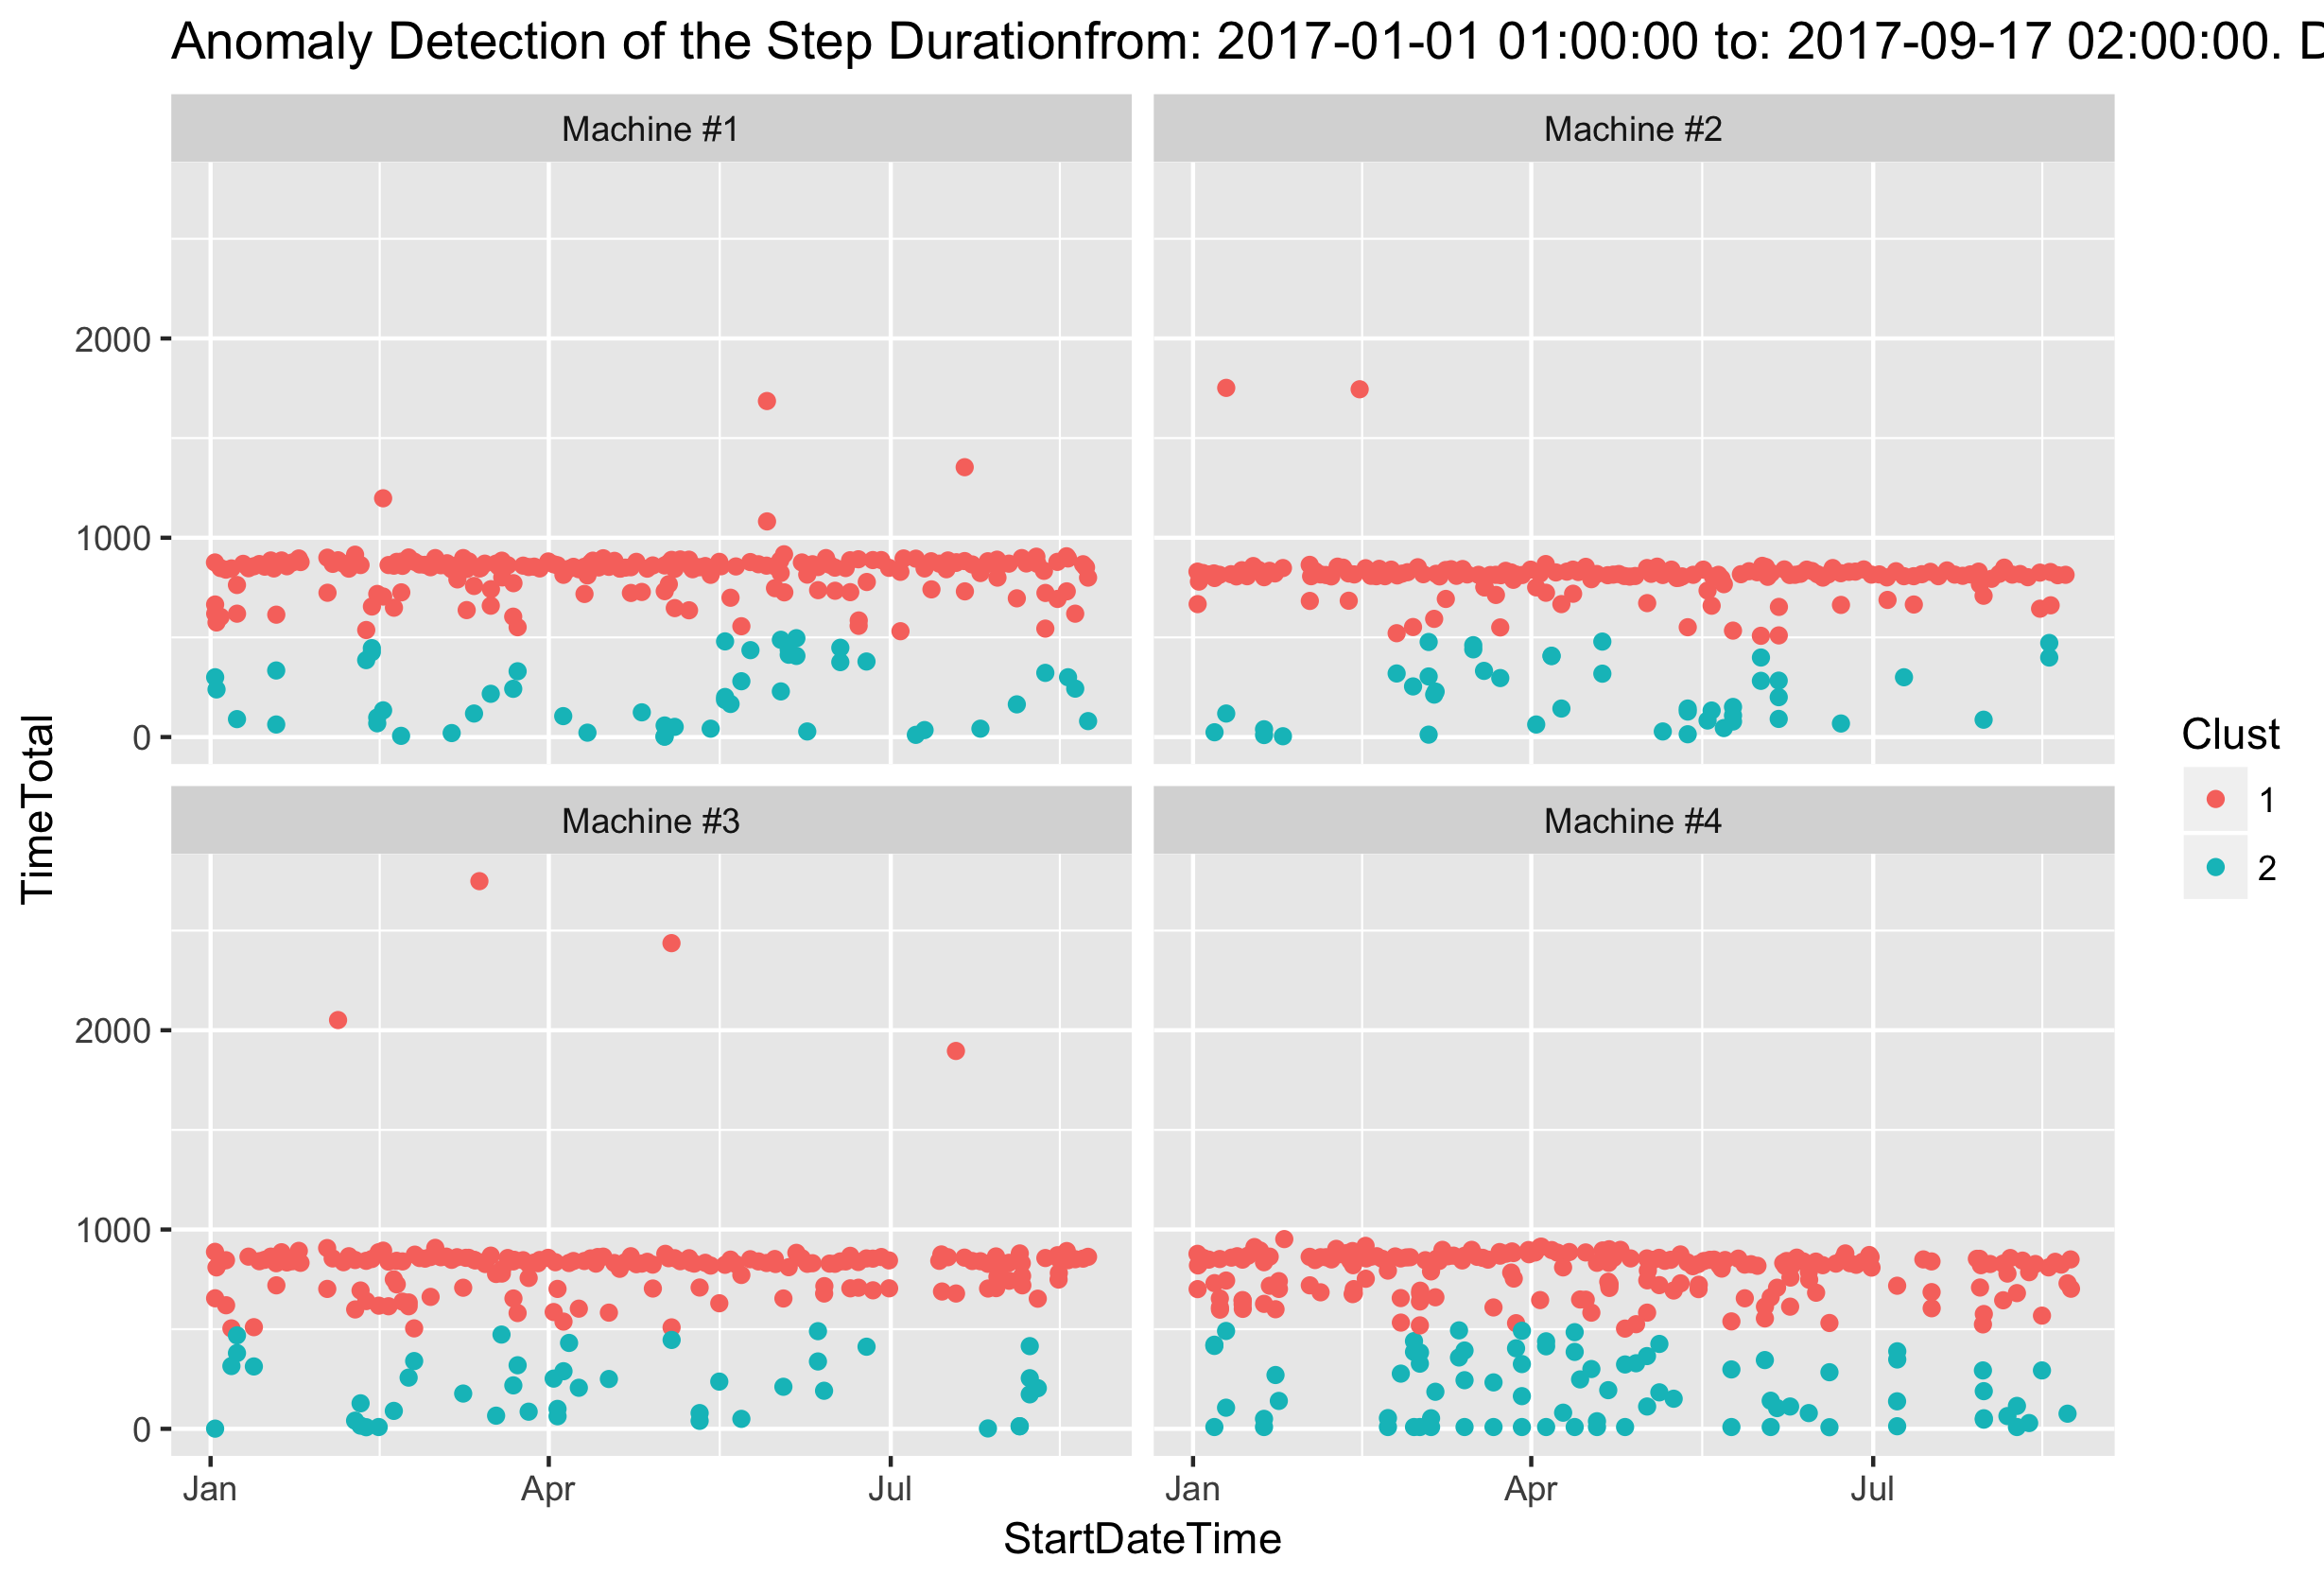 Anomaly Detection of the Step Durationfrom: 2017-01-01 01:00:00 to: 2017-09-17 02:00:00.
Machine #1
Machine #2
2000
1000
0
Machine #3
Machine #4
2000
1000
0
Jan
Apr
Jul
Jan
Apr
Jul
StartDateTime
TimeTotal
Clust
1
2